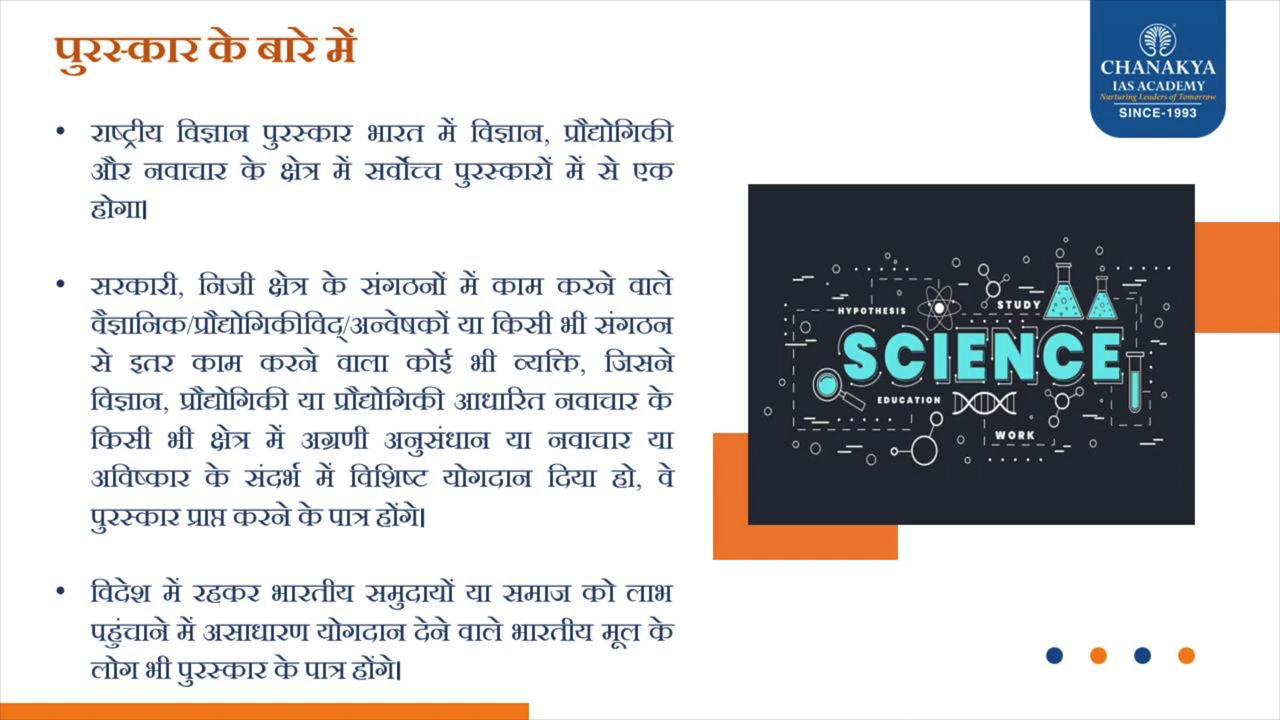 पुरस्कार के बारे में
CHANAKYA
IAS ACADEMY
Nurturing Leaders of Tomorrow
SINCE-1993
• राष्ट्रीय विज्ञान पुरस्कार भारत में विज्ञान, प्रौद्योगिकी
और नवाचार के क्षेत्र में सर्वोच्च पुरस्कारों में से एक
होगा।
• सरकारी, निजी क्षेत्र के संगठनों में काम करने वाले
वैज्ञानिक/प्रौद्योगिकीविद्/अन्वेषकों या किसी भी संगठन
से इतर काम करने वाला कोई भी व्यक्ति, जिसने
विज्ञान, प्रौद्योगिकी या प्रौद्योगिकी आधारित नवाचार के
किसी भी क्षेत्र में अग्रणी अनुसंधान या नवाचार या
अविष्कार के संदर्भ में विशिष्ट योगदान दिया हो, वे
पुरस्कार प्राप्त करने के पात्र होंगे।
• विदेश में रहकर भारतीय समुदायों या समाज को लाभ
पहुंचाने में असाधारण योगदान देने वाले भारतीय मूल के
लोग भी पुरस्कार के पात्र होंगे।
HYPOTHESIS
STUDY
SCIENCE
EDUCATION
WORK